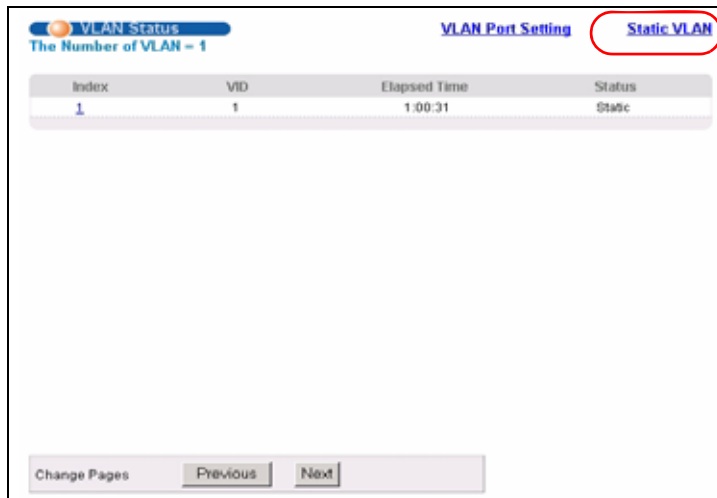 VLAN Status VLAN Port Setting Static VLAN
The Number of VLAN = 1
Index VID Elapsed Time Status
1 1 1:00:31 Static
Change Pages Previous Next